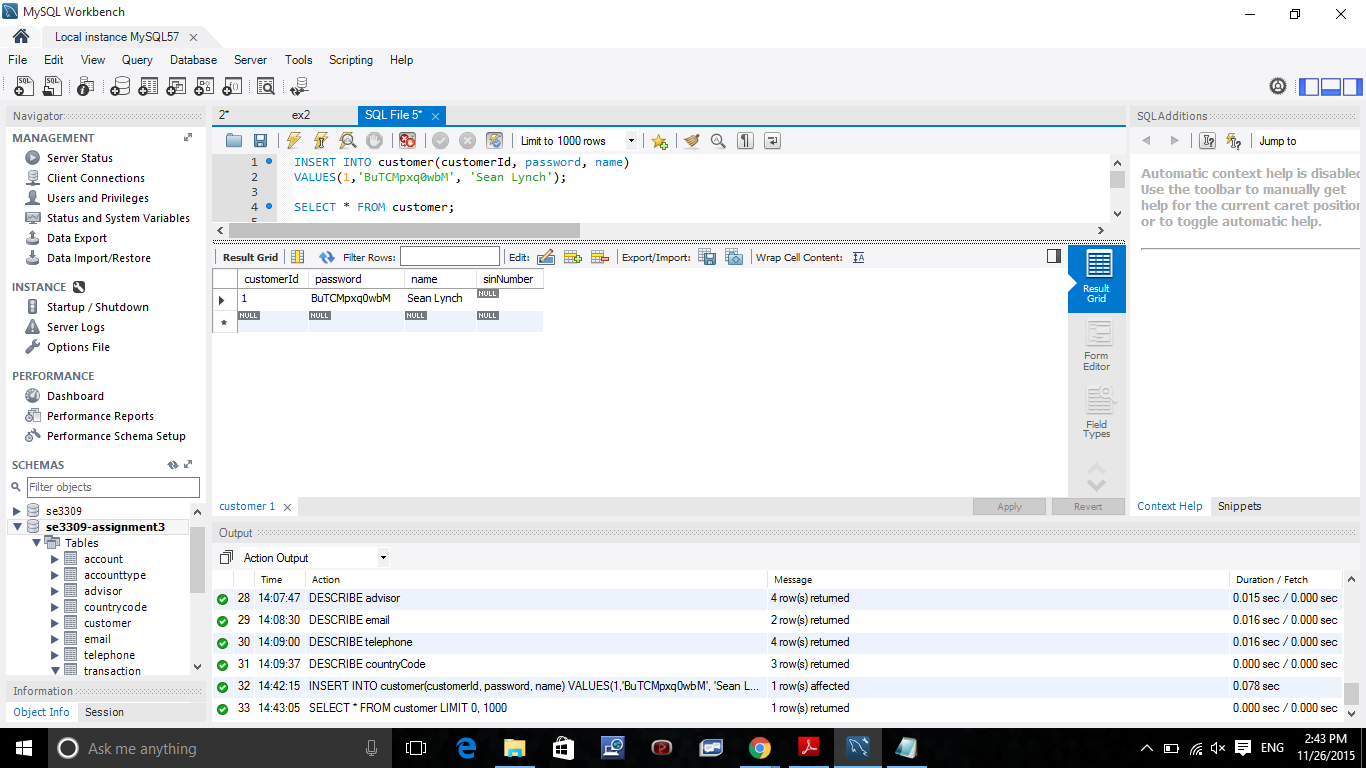 MySQL Workbench
Local instance MySQL57
File Edit View Query Database Server Tools Scripting Help
Navigator
MANAGEMENT
Server Status
Client Connections
Users and Privileges
Status and System Variables
Data Export
Data Import/Restore
INSTANCE
Startup / Shutdown
Server Logs
Options File
PERFORMANCE
Dashboard
Performance Reports
Performance Schema Setup
SCHEMAS
Filter objects
se3309
se3309-assignment3
Tables
account
accounttype
advisor
countrycode
customer
email
telephone
transaction
Information
Object Info Session
2* ex2 SQL File 5*
Limit to 1000 rows
1 INSERT INTO customer(customerId, password, name)
2 VALUES(1,'BuTCMpxq0wbM', 'Sean Lynch');
3
4 SELECT * FROM customer;
Result Grid Filter Rows: Edit: Export/Import: Wrap Cell Content: IA
customerId password name sinNumber
1 BuTCMpxq0wbM Sean Lynch NULL
NULL NULL NULL NULL
Result
Grid
Form
Editor
Field
Types
customer 1 Apply Revert
SQLAdditions
Jump to
Automatic context help is disabled
Use the toolbar to manually get
help for the current caret position
or to toggle automatic help.
Context Help Snippets
Output
Action Output
Time Action Message Duration / Fetch
28 14:07:47 DESCRIBE advisor 4 row(s) returned 0.015 sec / 0.000 sec
29 14:08:30 DESCRIBE email 2 row(s) returned 0.016 sec / 0.000 sec
30 14:09:00 DESCRIBE telephone 4 row(s) returned 0.016 sec / 0.000 sec
31 14:09:37 DESCRIBE countryCode 3 row(s) returned 0.000 sec / 0.000 sec
32 14:42:15 INSERT INTO customer(customerId, password, name) VALUES(1,'BuTCMpxq0wbM', 'Sean L... 1 row(s) affected 0.078 sec
33 14:43:05 SELECT * FROM customer LIMIT 0, 1000 1 row(s) returned 0.000 sec / 0.000 sec
Ask me anything
ENG
2:43 PM
11/26/2015